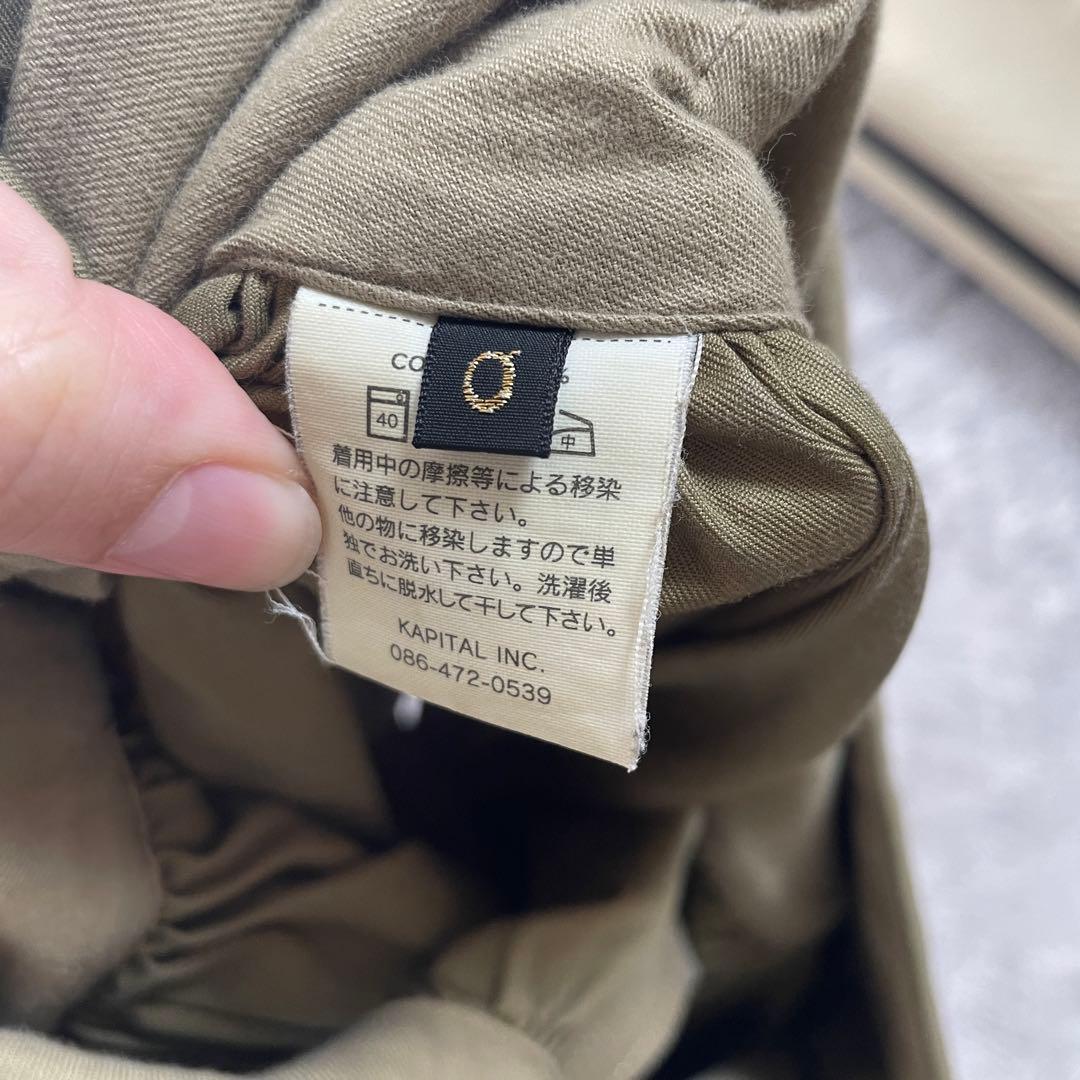 0
40
中
着用中の摩擦等による移染
に注意して下さい。
他の物に移染しますので単
独でお洗い下さい。洗濯後
直ちに脱水して干して下さい。
KAPITAL INC.
086-472-0539